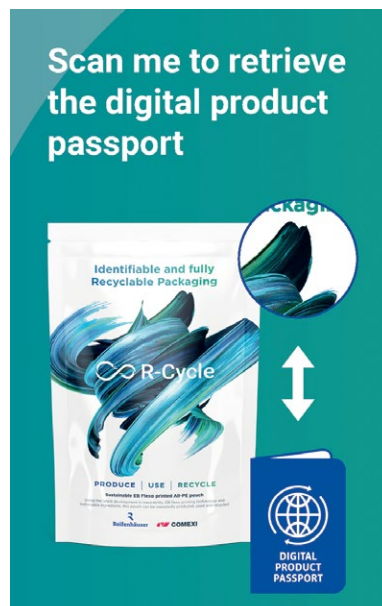 Scan me to retrieve
the digital product
passport
ckagi
Identifiable and fully
Recyclable Packaging
R-Cycle
PRODUCE | USE | RECYCLE
Sustainable EB Flexo printed All-PE pouch
Reifenhäuser COMEXI
DIGITAL
PRODUCT
PASSPORT